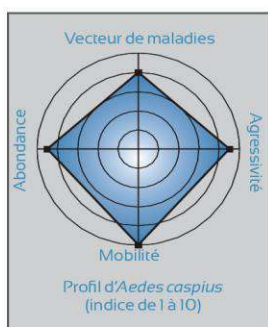 Vecteur de maladies
Abondance
Agressivité
Mobilité
Profil d'Aedes caspius
(indice de 1 à 10)